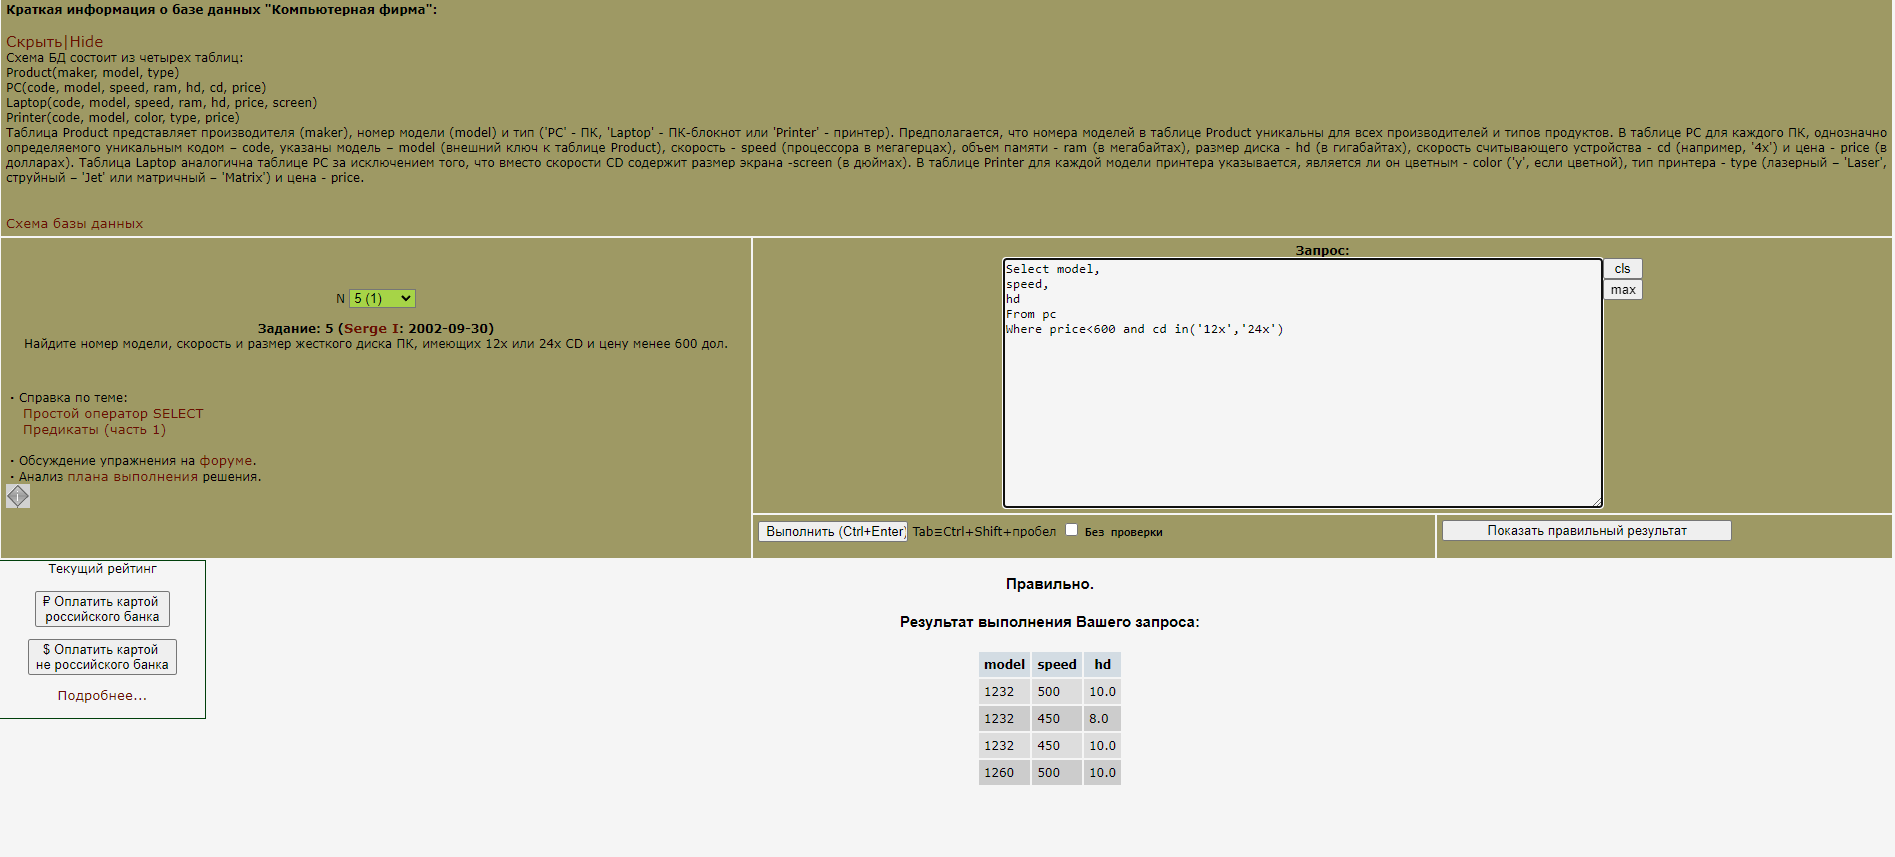 Краткая информация о базе данных "Компьютерная фирма":
Скрыть|Hide
Схема БД состоит из четырех таблиц:
Product(maker, model, type)
PC(code, model, speed, ram, hd, cd, price)
Laptop(code, model, speed, ram, hd, price, screen)
Printer(code, model, color, type, price)
Таблица Product представляет производителя (maker), номер модели (model) и тип ('PC' - ПК, 'Laptop' - ПК-блокнот или 'Printer' - принтер). Предполагается, что номера моделей в таблице Product уникальны для всех производителей и типов продуктов. В таблице PC для каждого ПК, однозначно
определяемого уникальным кодом – code, указаны модель – model (внешний ключ к таблице Product), скорость - speed (процессора в мегагерцах), объем памяти - ram (в мегабайтах), размер диска - hd (в гигабайтах), скорость считывающего устройства - cd (например, '4x') и цена - price (в
долларах). Таблица Laptop аналогична таблице PC за исключением того, что вместо скорости CD содержит размер экрана -screen (в дюймах). В таблице Printer для каждой модели принтера указывается, является ли он цветным - color ('y', если цветной), тип принтера - type (лазерный – 'Laser',
струйный – 'Jet' или матричный – 'Matrix') и цена - price.
Схема базы данных
N 5 (1)
Задание: 5 (Serge I: 2002-09-30)
Найдите номер модели, скорость и размер жесткого диска ПК, имеющих 12x или 24x CD и цену менее 600 дол.
· Справка по теме:
Простой оператор SELECT
Предикаты (часть 1)
· Обсуждение упражнения на форуме.
· Анализ плана выполнения решения.
Запрос:
Select model,
speed,
hd
From pc
Where price<600 and cd in('12x','24x')
cls
max
Выполнить (Ctrl+Enter) Tab≡Ctrl+Shift+пробел Без проверки
Показать правильный результат
Текущий рейтинг
₽ Оплатить картой
российского банка
$ Оплатить картой
не российского банка
Подробнее...
Правильно.
Результат выполнения Вашего запроса:
model speed hd
1232 500 10.0
1232 450 8.0
1232 450 10.0
1260 500 10.0